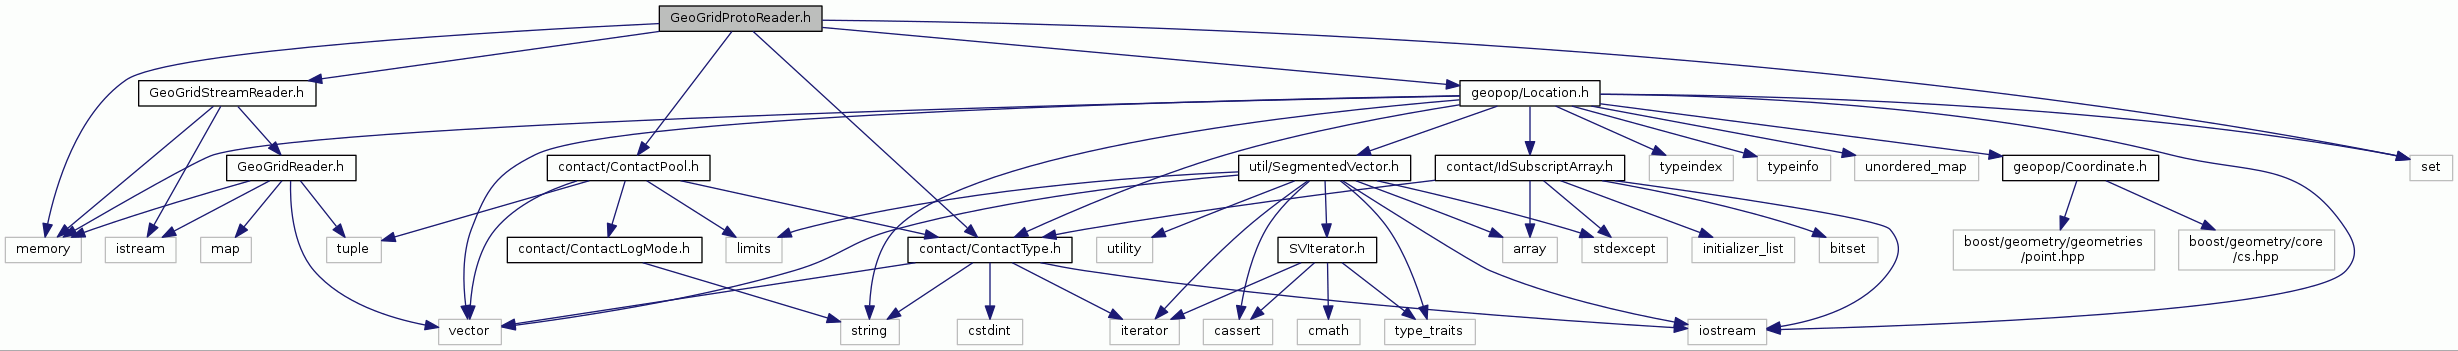 GeoGridProtoReader.h
GeoGridStreamReader.h
geopop/Location.h
GeoGridReader.h
contact/ContactPool.h
util/SegmentedVector.h
contact/IdSubscriptArray.h
typeindex
typeinfo
unordered_map
geopop/Coordinate.h
set
memory
istream
map
tuple
contact/ContactLogMode.h
limits
contact/ContactType.h
utility
SVIterator.h
array
stdexcept
initializer_list
bitset
boost/geometry/geometries
/point.hpp
boost/geometry/core
/cs.hpp
vector
string
cstdint
iterator
cassert
cmath
type_traits
iostream